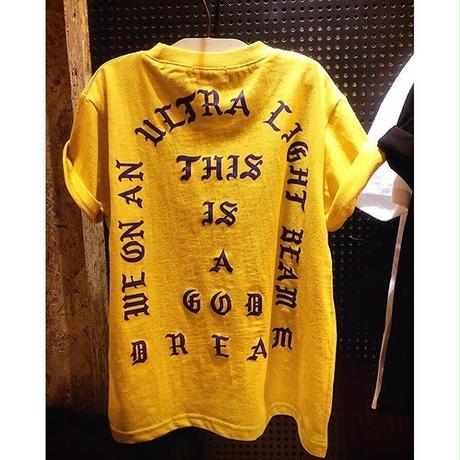 WE ON AN ULTRA LIGHT BEAM
THIS
IS
A
GOD
DREAM